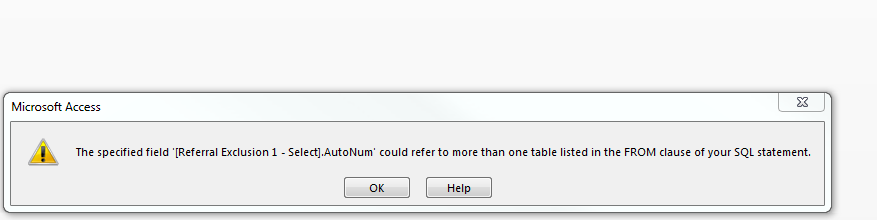 Microsoft Access
The specified field '[Referral Exclusion 1 - Select].AutoNum' could refer to more than one table listed in the FROM clause of your SQL statement.
OK Help